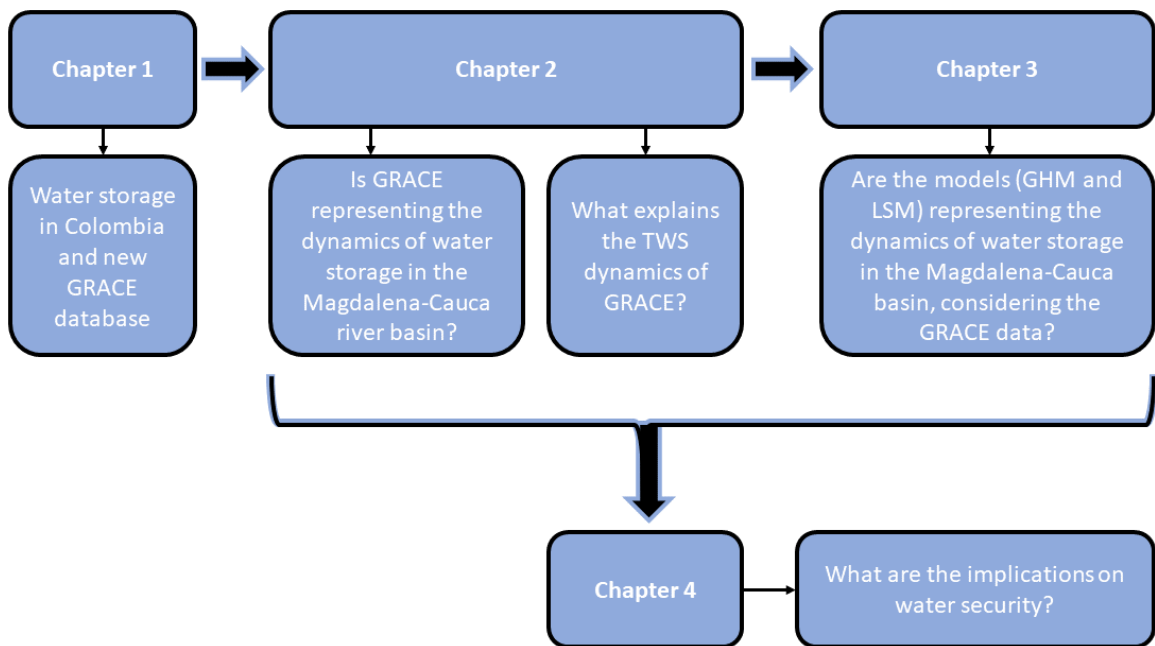 Chapter 1
Chapter 2
Chapter 3
Water storage
in Colombia
and new
GRACE
database
Is GRACE
representing the
dynamics of water
storage in the
Magdalena-Cauca
river basin?
What explains
the TWS
dynamics of
GRACE?
Are the models (GHM and
LSM) representing the
dynamics of water storage
in the Magdalena-Cauca
basin, considering the
GRACE data?
Chapter 4
What are the implications on
water security?